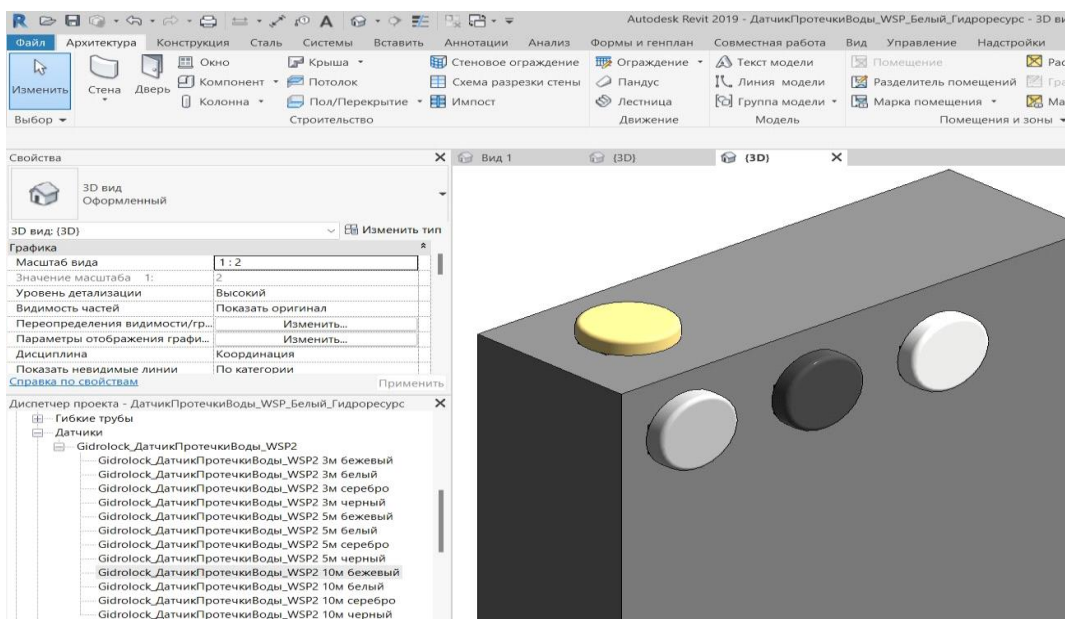 Autodesk Revit 2019 - ДатчикПротечкиВоды_WSP_Белый_Гидроресурс - 3D ви
Файл Архитектура Конструкция Сталь Системы Вставить Аннотации Анализ Формы и генплан Совместная работа Вид Управление Надстройки
Изменить
Стена
Дверь
Окно
Компонент
Колонна
Крыша
Потолок
Пол/Перекрытие
Стеновое ограждение
Схема разрезки стены
Импост
Ограждение
Пандус
Лестница
Текст модели
Линия модели
Группа модели
Помещение
Разделитель помещений
Марка помещения
Рас
Гра
Ма
Выбор Строительство Движение Модель Помещения и зоны
Свойства
Вид 1 {3D} {3D}
3D вид
Оформленный
3D вид: {3D} Изменить тип
Графика
Масштаб вида 1 : 2
Значение масштаба 1: 2
Уровень детализации Высокий
Видимость частей Показать оригинал
Переопределения видимости/гр... Изменить...
Параметры отображения графи... Изменить...
Дисциплина Координация
Показать невидимые линии По категории
Справка по свойствам Применить
Диспетчер проекта - ДатчикПротечкиВоды_WSP_Белый_Гидроресурс
Гибкие трубы
Датчики
Gidrolock_ДатчикПротечкиВоды_WSP2
Gidrolock_ДатчикПротечкиВоды_WSP2 3м бежевый
Gidrolock_ДатчикПротечкиВоды_WSP2 3м белый
Gidrolock_ДатчикПротечкиВоды_WSP2 3м серебро
Gidrolock_ДатчикПротечкиВоды_WSP2 3м черный
Gidrolock_ДатчикПротечкиВоды_WSP2 5м бежевый
Gidrolock_ДатчикПротечкиВоды_WSP2 5м белый
Gidrolock_ДатчикПротечкиВоды_WSP2 5м серебро
Gidrolock_ДатчикПротечкиВоды_WSP2 5м черный
Gidrolock_ДатчикПротечкиВоды_WSP2 10м бежевый
Gidrolock_ДатчикПротечкиВоды_WSP2 10м белый
Gidrolock_ДатчикПротечкиВоды_WSP2 10м серебро
Gidrolock_ДатчикПротечкиВоды_WSP2 10м черный